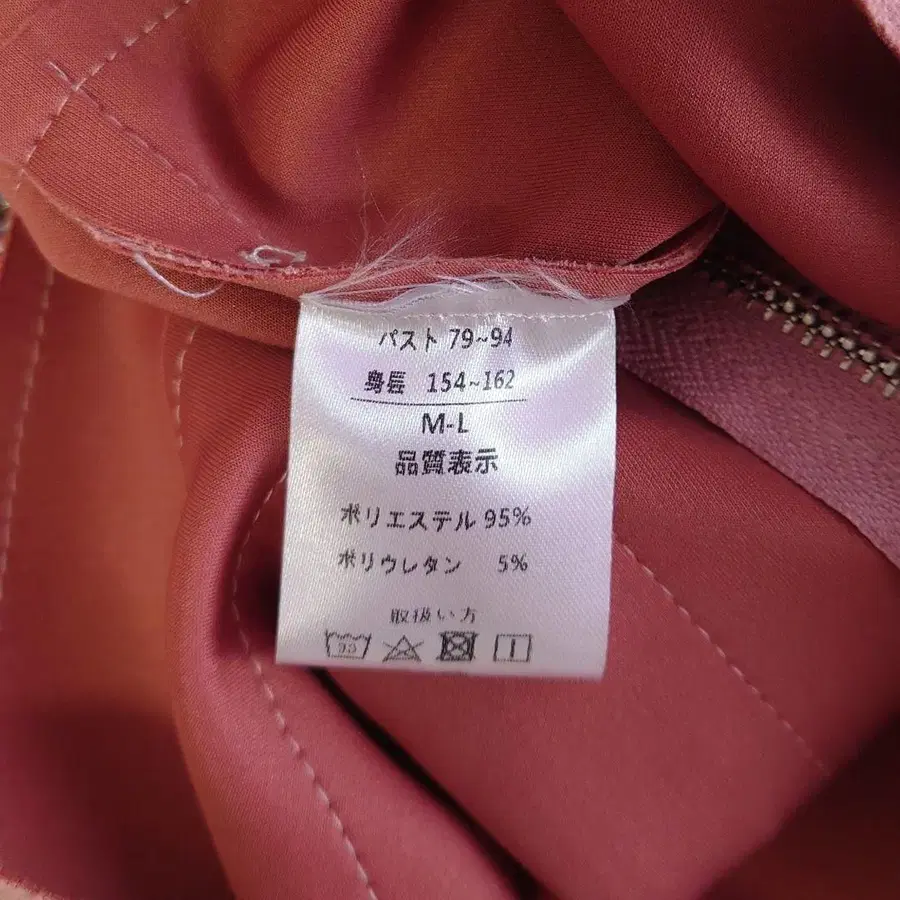 パスト 79~94
身長 154~162
M-L
品質表示
ポリエステル 95%
ポリウレタン 5%
取扱い方